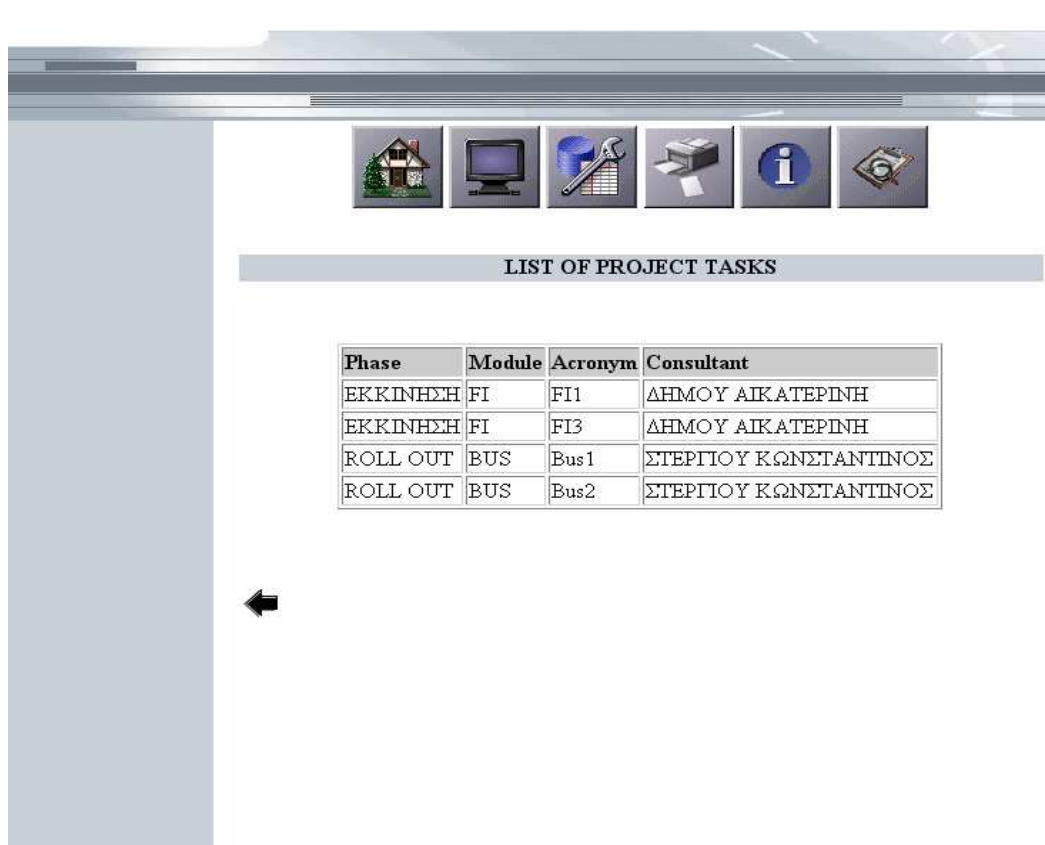 LIST OF PROJECT TASKS
Phase Module Acronym Consultant
ΕΚΚΙΝΗΣΗ FI FI1 ΔΗΜΟΥ ΑΙΚΑΤΕΡΙΝΗ
ΕΚΚΙΝΗΣΗ FI FI3 ΔΗΜΟΥ ΑΙΚΑΤΕΡΙΝΗ
ROLL OUT BUS Bus1 ΣΤΕΡΓΙΟΥ ΚΩΝΣΤΑΝΤΙΝΟΣ
ROLL OUT BUS Bus2 ΣΤΕΡΓΙΟΥ ΚΩΝΣΤΑΝΤΙΝΟΣ